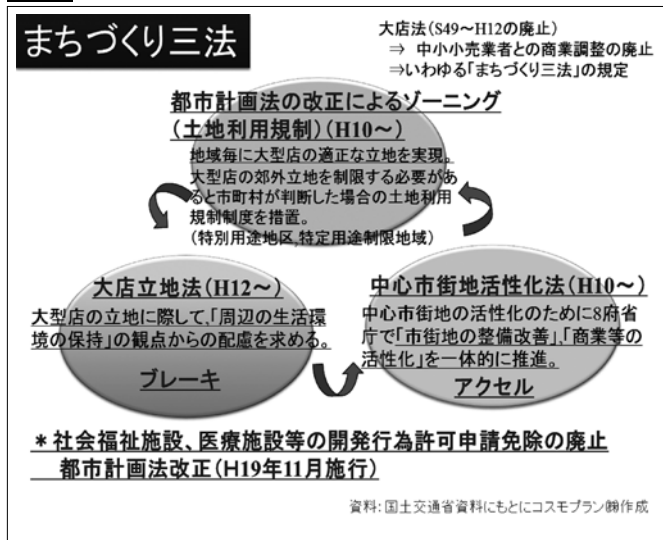 まちづくり三法
大店法(S49～H12の廃止)
⇒ 中小小売業者との商業調整の廃止
⇒いわゆる「まちづくり三法」の規定
都市計画法の改正によるゾーニング
(土地利用規制)(H10～)
地域毎に大型店の適正な立地を実現。
大型店の郊外立地を制限する必要があ
ると市町村が判断した場合の土地利用
規制制度を措置。
(特別用途地区,特定用途制限地域)
大店立地法(H12～)
大型店の立地に際して,「周辺の生活環
境の保持」の観点からの配慮を求める。
ブレーキ
中心市街地活性化法(H10～)
中心市街地の活性化のために8府省
庁で「市街地の整備改善」,「商業等の
活性化」を一体的に推進。
アクセル
＊社会福祉施設、医療施設等の開発行為許可申請免除の廃止
都市計画法改正(H19年11月施行)
資料:国土交通省資料にもとにコスモプラン㈱作成